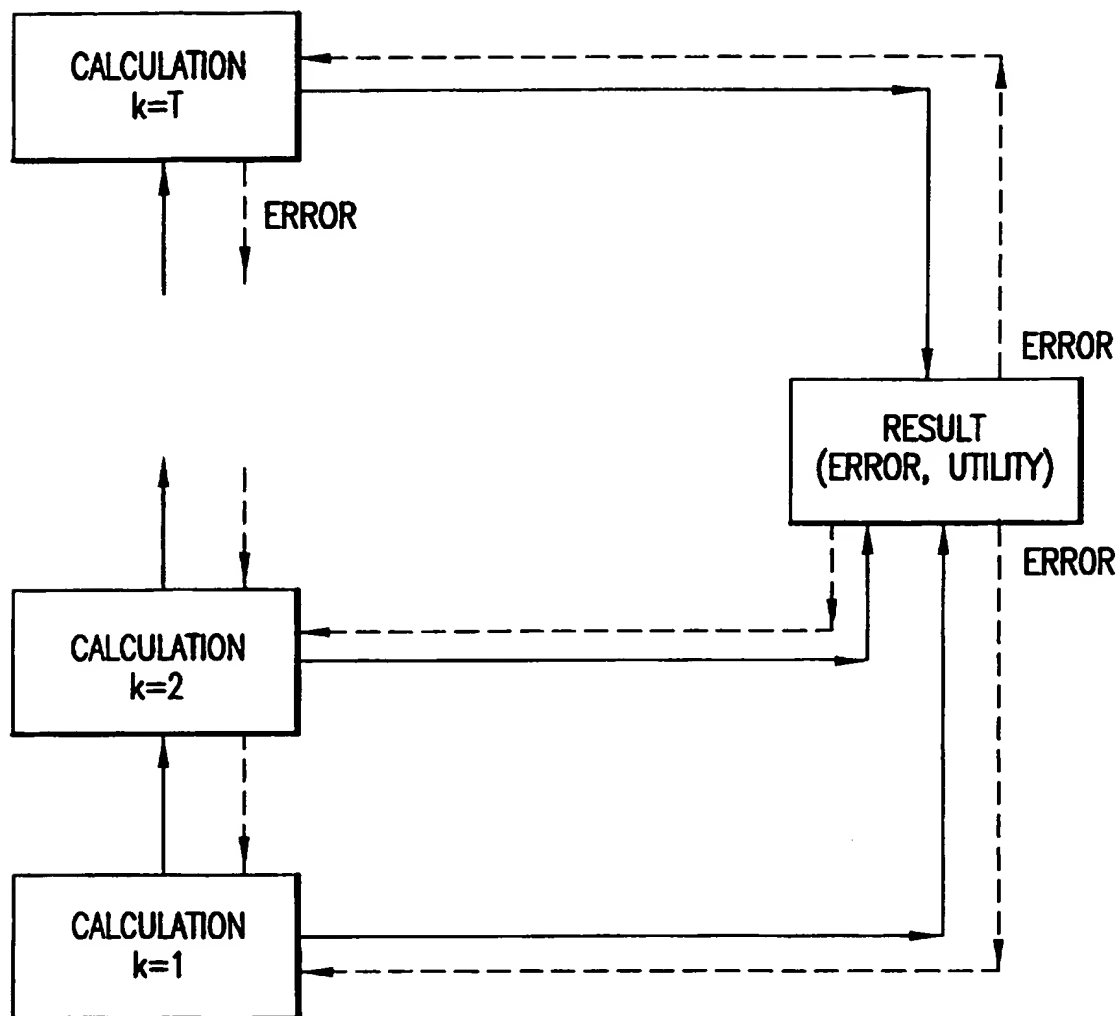 CALCULATION
k=T
ERROR
ERROR
RESULT
(ERROR, UTILITY)
ERROR
CALCULATION
k=2
CALCULATION
k=1